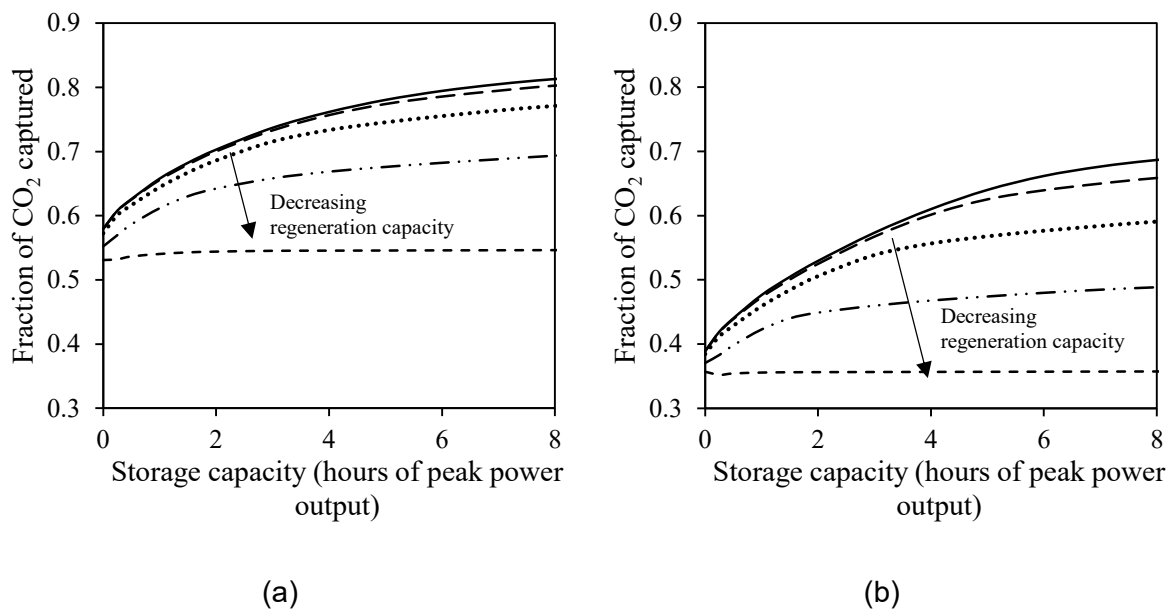 Fraction of CO₂ captured
0.9
0.8
0.7
0.6
0.5
0.4
0.3
0 2 4 6 8
Decreasing
regeneration capacity
Storage capacity (hours of peak power
output)
(a)
Fraction of CO₂ captured
0.9
0.8
0.7
0.6
0.5
0.4
0.3
0 2 4 6 8
Decreasing
regeneration capacity
Storage capacity (hours of peak power
output)
(b)